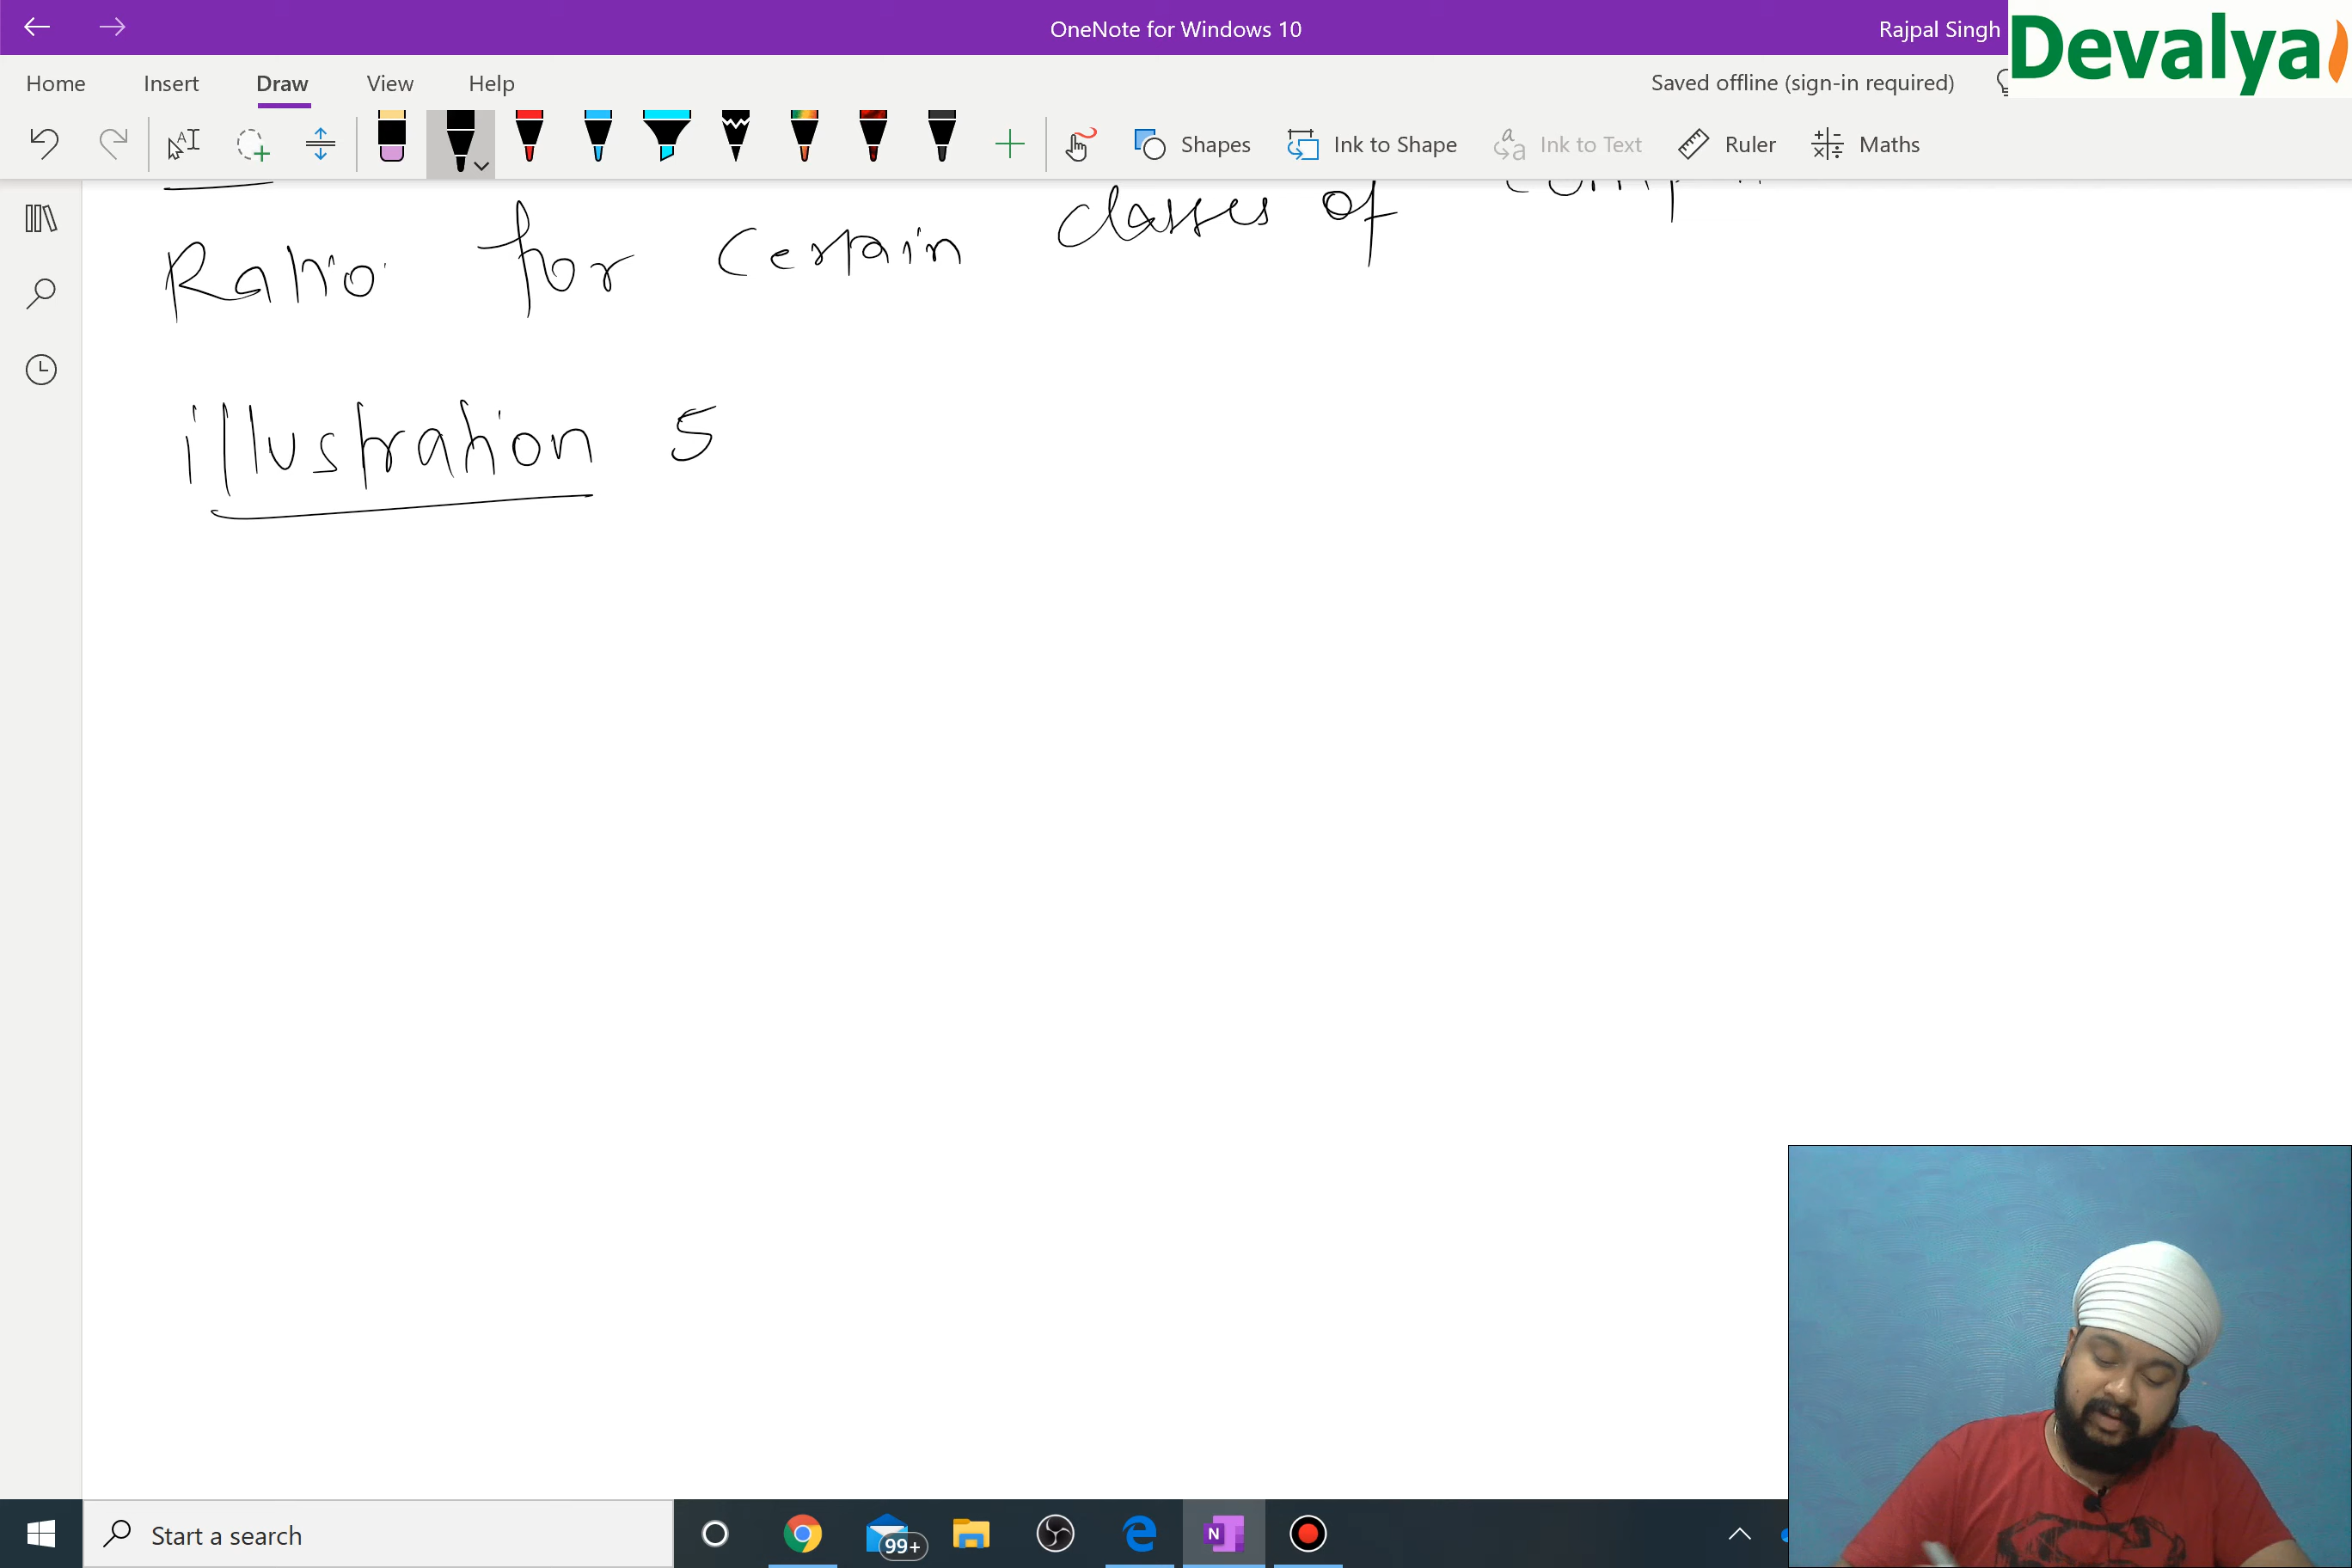 OneNote for Windows 10
Rajpal Singh
Devalya
Home Insert Draw View Help
Saved offline (sign-in required)
Shapes Ink to Shape Ink to Text Ruler Maths
Ratio for certain classes of
illustration 5
Start a search
99+